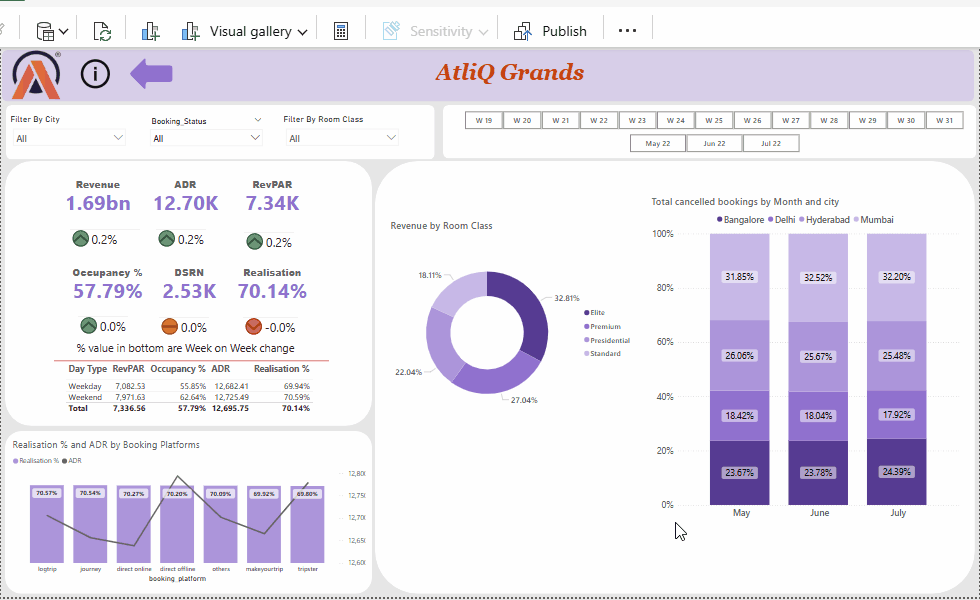 Visual gallery
Sensitivity
Publish
AtliQ Grands
Filter By City
Booking_Status
Filter By Room Class
All
All
All
W 19 W 20 W 21 W 22 W 23 W 24 W 25 W 26 W 27 W 28 W 29 W 30 W 31
May 22 Jun 22 Jul 22
Revenue ADR RevPAR
1.69bn 12.70K 7.34K
0.2% 0.2% 0.2%
Occupancy % DSRN Realisation
57.79% 2.53K 70.14%
0.0% 0.0% -0.0%
% value in bottom are Week on Week change
Day Type RevPAR Occupancy % ADR Realisation %
Weekday 7,082.53 55.85% 12,682.41 69.94%
Weekend 7,971.63 62.64% 12,725.49 70.59%
Total 7,336.56 57.79% 12,695.75 70.14%
Realisation % and ADR by Booking Platforms
Realisation % ADR
70.57% 70.54% 70.27% 70.20% 70.09% 69.92% 69.80%
12,80
12,75
12,70
12,65
12,60
logtrip journey direct online direct offline others makeyourtrip tripster
booking_platform
Revenue by Room Class
18.11%
32.81%
22.04%
27.04%
Elite
Premium
Presidential
Standard
Total cancelled bookings by Month and city
Bangalore Delhi Hyderabad Mumbai
100%
80%
60%
40%
20%
0%
31.85% 32.52% 32.20%
26.06% 25.67% 25.48%
18.42% 18.04% 17.92%
23.67% 23.78% 24.39%
May June July